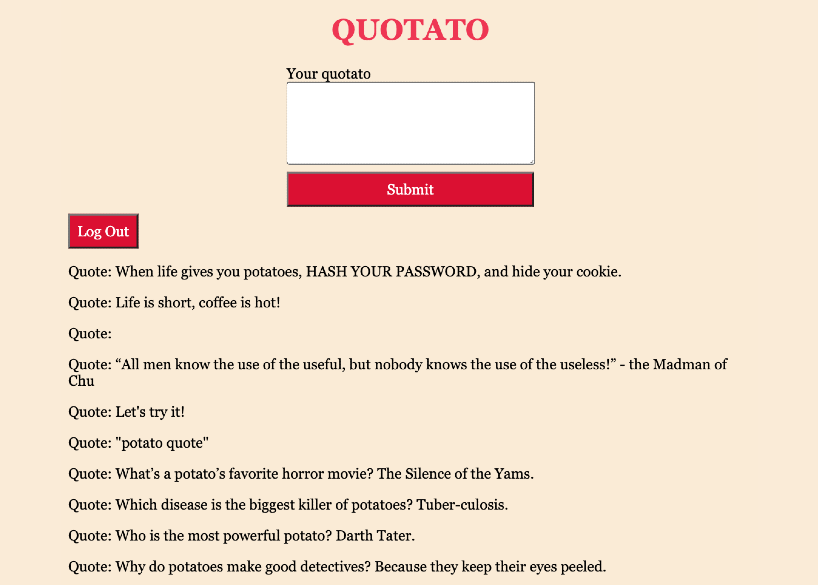 QUOTATO
Your quotato
Submit
Log Out
Quote: When life gives you potatoes, HASH YOUR PASSWORD, and hide your cookie.
Quote: Life is short, coffee is hot!
Quote:
Quote: “All men know the use of the useful, but nobody knows the use of the useless!” - the Madman of
Chu
Quote: Let's try it!
Quote: "potato quote"
Quote: What’s a potato’s favorite horror movie? The Silence of the Yams.
Quote: Which disease is the biggest killer of potatoes? Tuber-culosis.
Quote: Who is the most powerful potato? Darth Tater.
Quote: Why do potatoes make good detectives? Because they keep their eyes peeled.